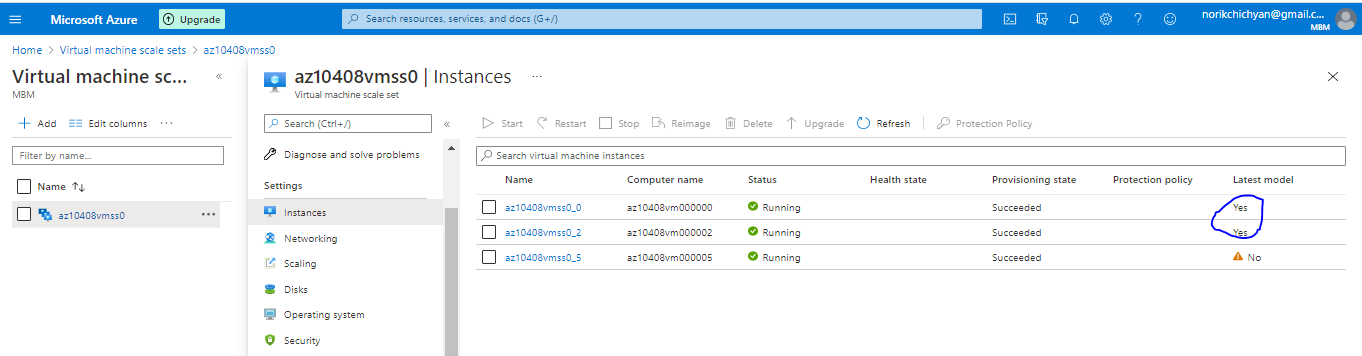 Microsoft Azure
Upgrade
Search resources, services, and docs (G+/)
norikchichyan@gmail.c...
MBM
Home > Virtual machine scale sets > az10408vmss0
Virtual machine sc... «
MBM
+ Add Edit columns ...
Filter by name...
Name ↑↓
az10408vmss0 ...
az10408vmss0 | Instances ...
Virtual machine scale set
Search (Ctrl+/) «
Diagnose and solve problems
Settings
Instances
Networking
Scaling
Disks
Operating system
Security
Start Restart Stop Reimage Delete Upgrade Refresh Protection Policy
Search virtual machine instances
Name Computer name Status Health state Provisioning state Protection policy Latest model
az10408vmss0_0 az10408vm000000 Running Succeeded Yes
az10408vmss0_2 az10408vm000002 Running Succeeded Yes
az10408vmss0_5 az10408vm000005 Running Succeeded No